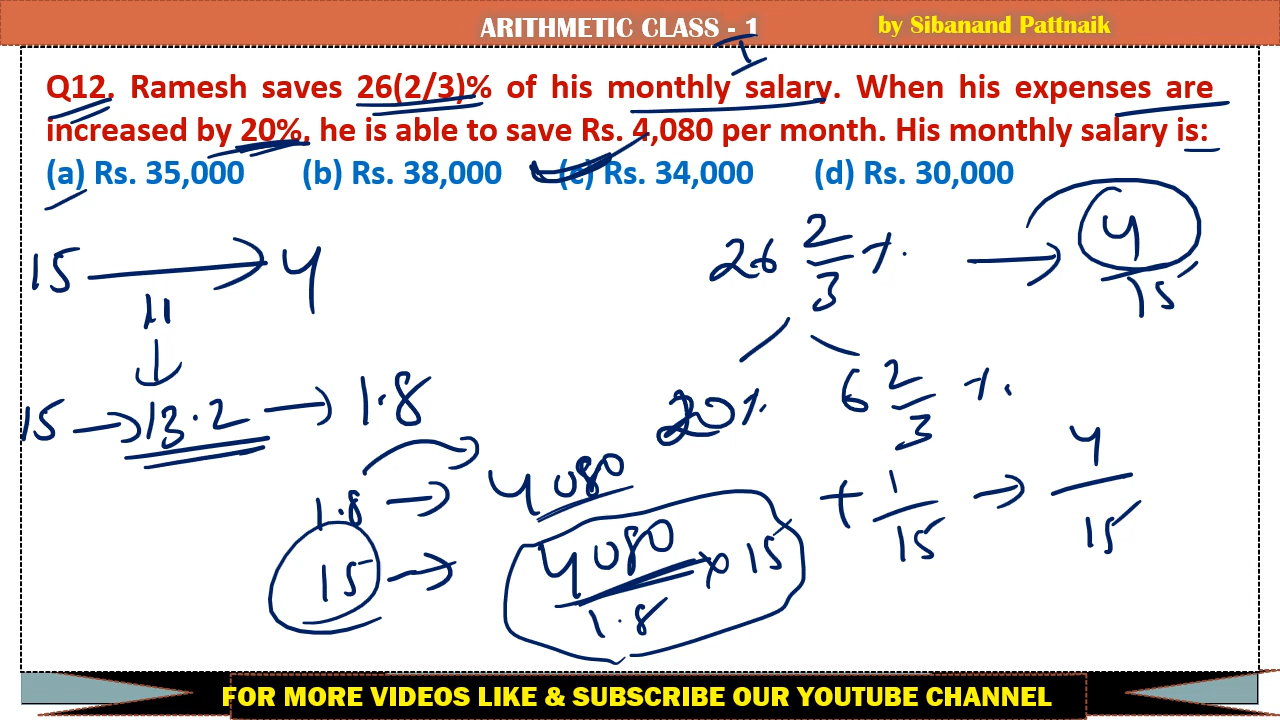 ARITHMETIC CLASS - 1
by Sibanand Pattnaik
I
Q12. Ramesh saves 26(2/3)% of his monthly salary. When his expenses are
increased by 20%, he is able to save Rs. 4,080 per month. His monthly salary is:
(a) Rs. 35,000 (b) Rs. 38,000 (c) Rs. 34,000 (d) Rs. 30,000
15 → 4
11
↓
15 → 13.2 → 1.8
1.8 → 4080
15 → 4080/1.8 × 15
26 2/3 % → 4/15
20% 6 2/3 %
+ 1/15 → 4/15
FOR MORE VIDEOS LIKE & SUBSCRIBE OUR YOUTUBE CHANNEL